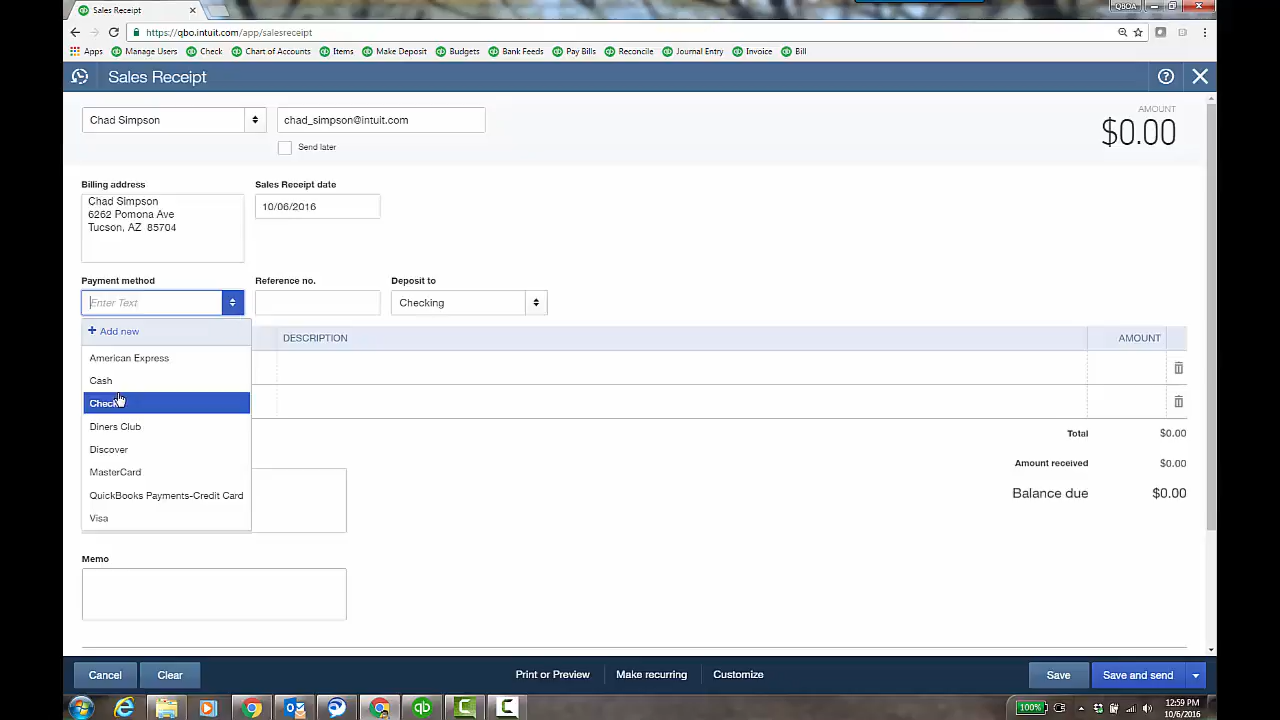 Sales Receipt
QBOA
https://qbo.intuit.com/app/salesreceipt
Apps Manage Users Check Chart of Accounts Items Make Deposit Budgets Bank Feeds Pay Bills Reconcile Journal Entry Invoice Bill
Sales Receipt
Chad Simpson chad_simpson@intuit.com
AMOUNT
$0.00
Send later
Billing address Sales Receipt date
Chad Simpson
6262 Pomona Ave
Tucson, AZ 85704
10/06/2016
Payment method Reference no. Deposit to
Enter Text Checking
+ Add new
DESCRIPTION AMOUNT
American Express
Cash
Check
Diners Club
Discover
MasterCard
QuickBooks Payments-Credit Card
Visa
Total $0.00
Amount received $0.00
Balance due $0.00
Memo
Cancel Clear Print or Preview Make recurring Customize Save Save and send
100% 12:59 PM
10/6/2016